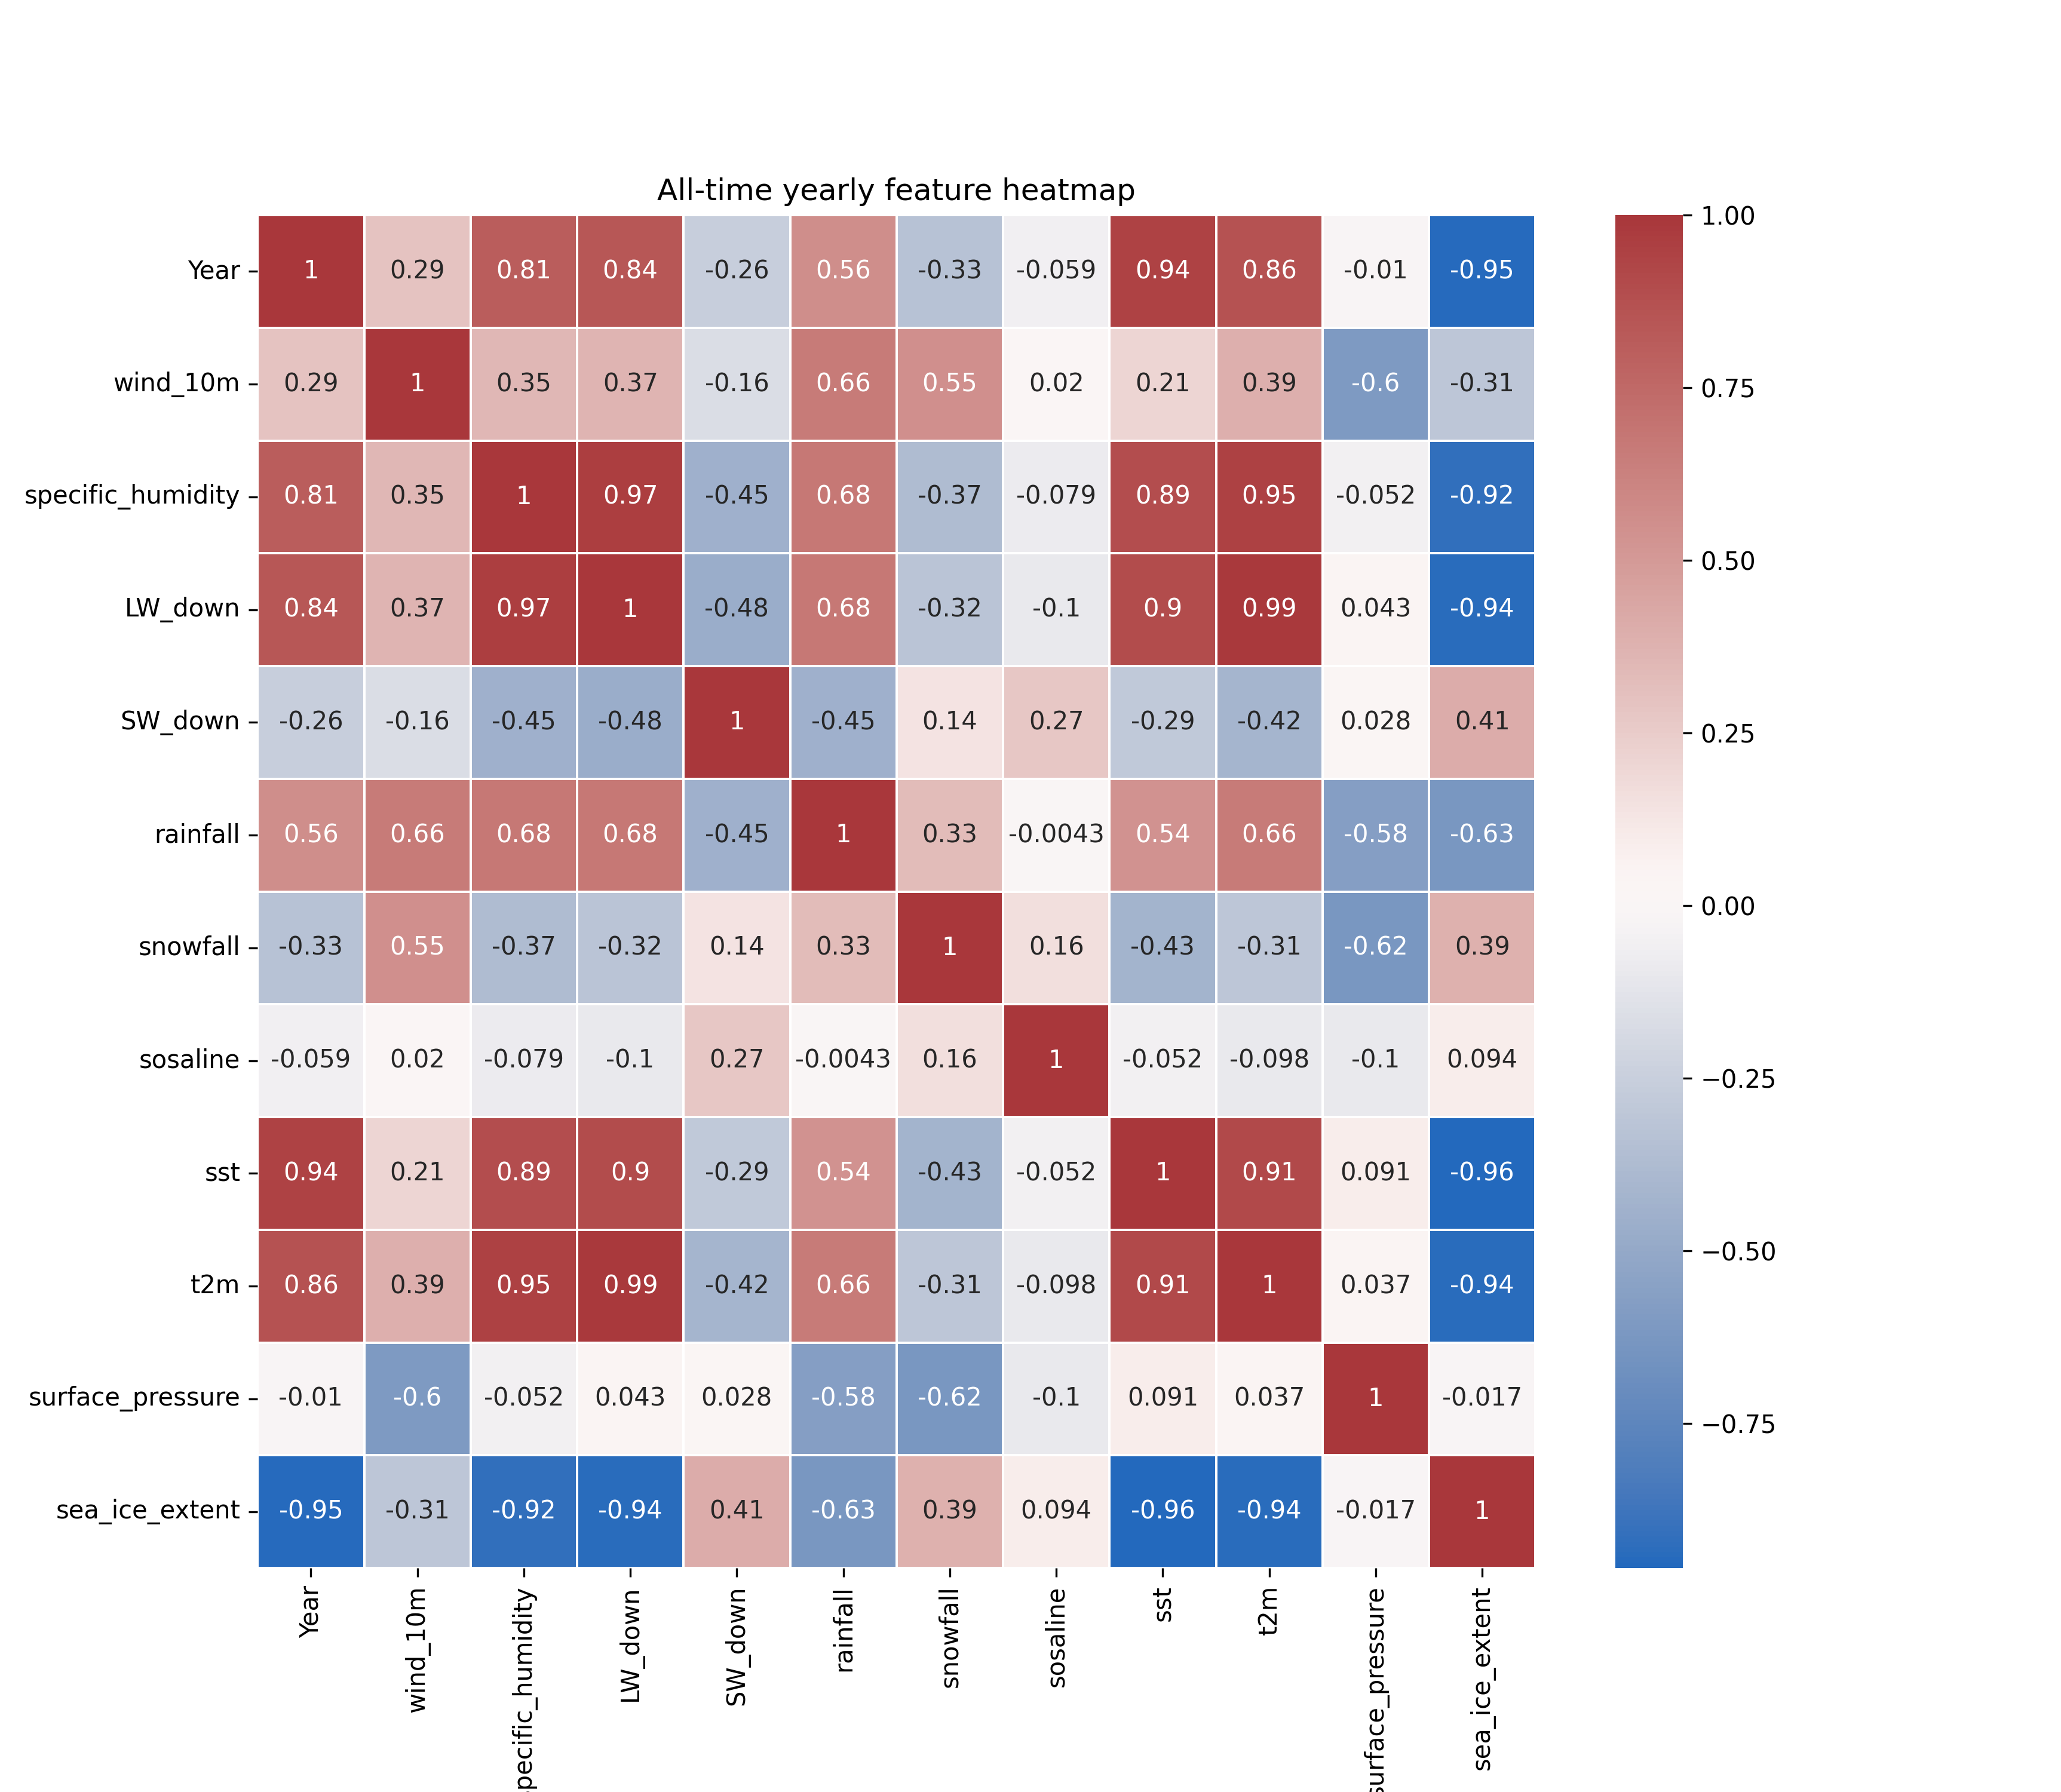 All-time yearly feature heatmap
Year 1 0.29 0.81 0.84 -0.26 0.56 -0.33 -0.059 0.94 0.86 -0.01 -0.95
wind_10m 0.29 1 0.35 0.37 -0.16 0.66 0.55 0.02 0.21 0.39 -0.6 -0.31
specific_humidity 0.81 0.35 1 0.97 -0.45 0.68 -0.37 -0.079 0.89 0.95 -0.052 -0.92
LW_down 0.84 0.37 0.97 1 -0.48 0.68 -0.32 -0.1 0.9 0.99 0.043 -0.94
SW_down -0.26 -0.16 -0.45 -0.48 1 -0.45 0.14 0.27 -0.29 -0.42 0.028 0.41
rainfall 0.56 0.66 0.68 0.68 -0.45 1 0.33 -0.0043 0.54 0.66 -0.58 -0.63
snowfall -0.33 0.55 -0.37 -0.32 0.14 0.33 1 0.16 -0.43 -0.31 -0.62 0.39
sosaline -0.059 0.02 -0.079 -0.1 0.27 -0.0043 0.16 1 -0.052 -0.098 -0.1 0.094
sst 0.94 0.21 0.89 0.9 -0.29 0.54 -0.43 -0.052 1 0.91 0.091 -0.96
t2m 0.86 0.39 0.95 0.99 -0.42 0.66 -0.31 -0.098 0.91 1 0.037 -0.94
surface_pressure -0.01 -0.6 -0.052 0.043 0.028 -0.58 -0.62 -0.1 0.091 0.037 1 -0.017
sea_ice_extent -0.95 -0.31 -0.92 -0.94 0.41 -0.63 0.39 0.094 -0.96 -0.94 -0.017 1
Year wind_10m pecific_humidity LW_down SW_down rainfall snowfall sosaline sst t2m surface_pressure sea_ice_extent
1.00
0.75
0.50
0.25
0.00
−0.25
−0.50
−0.75